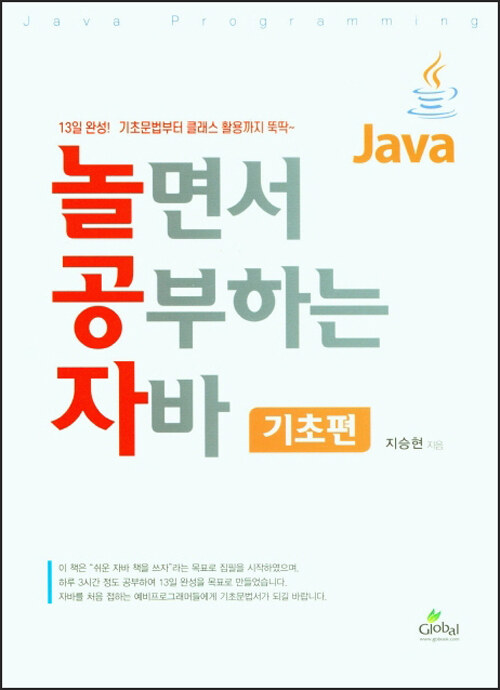 Java Programming
Java
13일 완성! 기초문법부터 클래스 활용까지 뚝딱~
놀면서
공부하는
자바
기초편
지승현 지음
이 책은 "쉬운 자바 책을 쓰자"라는 목표로 집필을 시작하였으며,
하루 3시간 정도 공부하여 13일 완성을 목표로 만들었습니다.
자바를 처음 접하는 예비프로그래머들에게 기초문법서가 되길 바랍니다.
Global